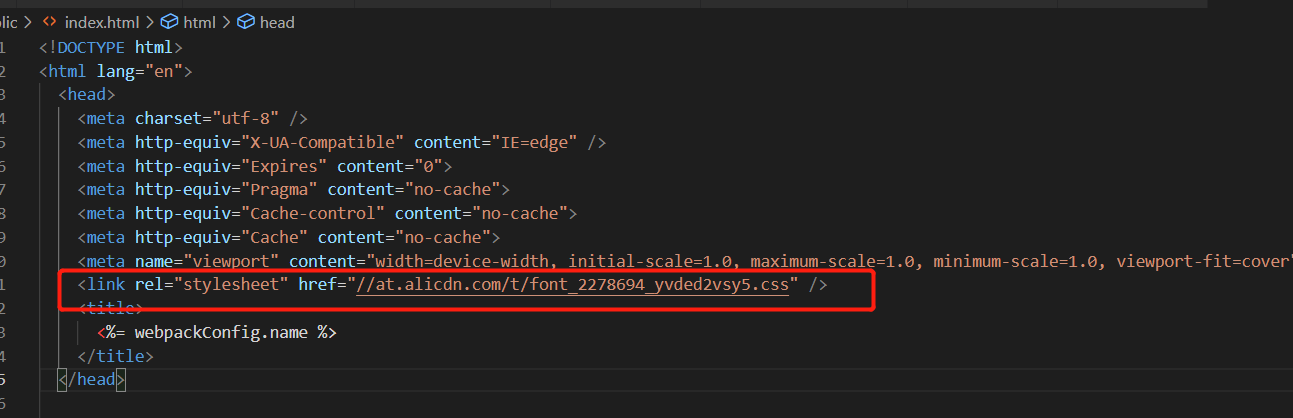 lic > index.html > html > head
1 <!DOCTYPE html>
2 <html lang="en">
3 <head>
4 <meta charset="utf-8" />
5 <meta http-equiv="X-UA-Compatible" content="IE=edge" />
6 <meta http-equiv="Expires" content="0">
7 <meta http-equiv="Pragma" content="no-cache">
8 <meta http-equiv="Cache-control" content="no-cache">
9 <meta http-equiv="Cache" content="no-cache">
0 <meta name="viewport" content="width=device-width, initial-scale=1.0, maximum-scale=1.0, minimum-scale=1.0, viewport-fit=cover"
1 <link rel="stylesheet" href="//at.alicdn.com/t/font_2278694_yvded2vsy5.css" />
2 <title>
3 <%= webpackConfig.name %>
4 </title>
5 </head>
6